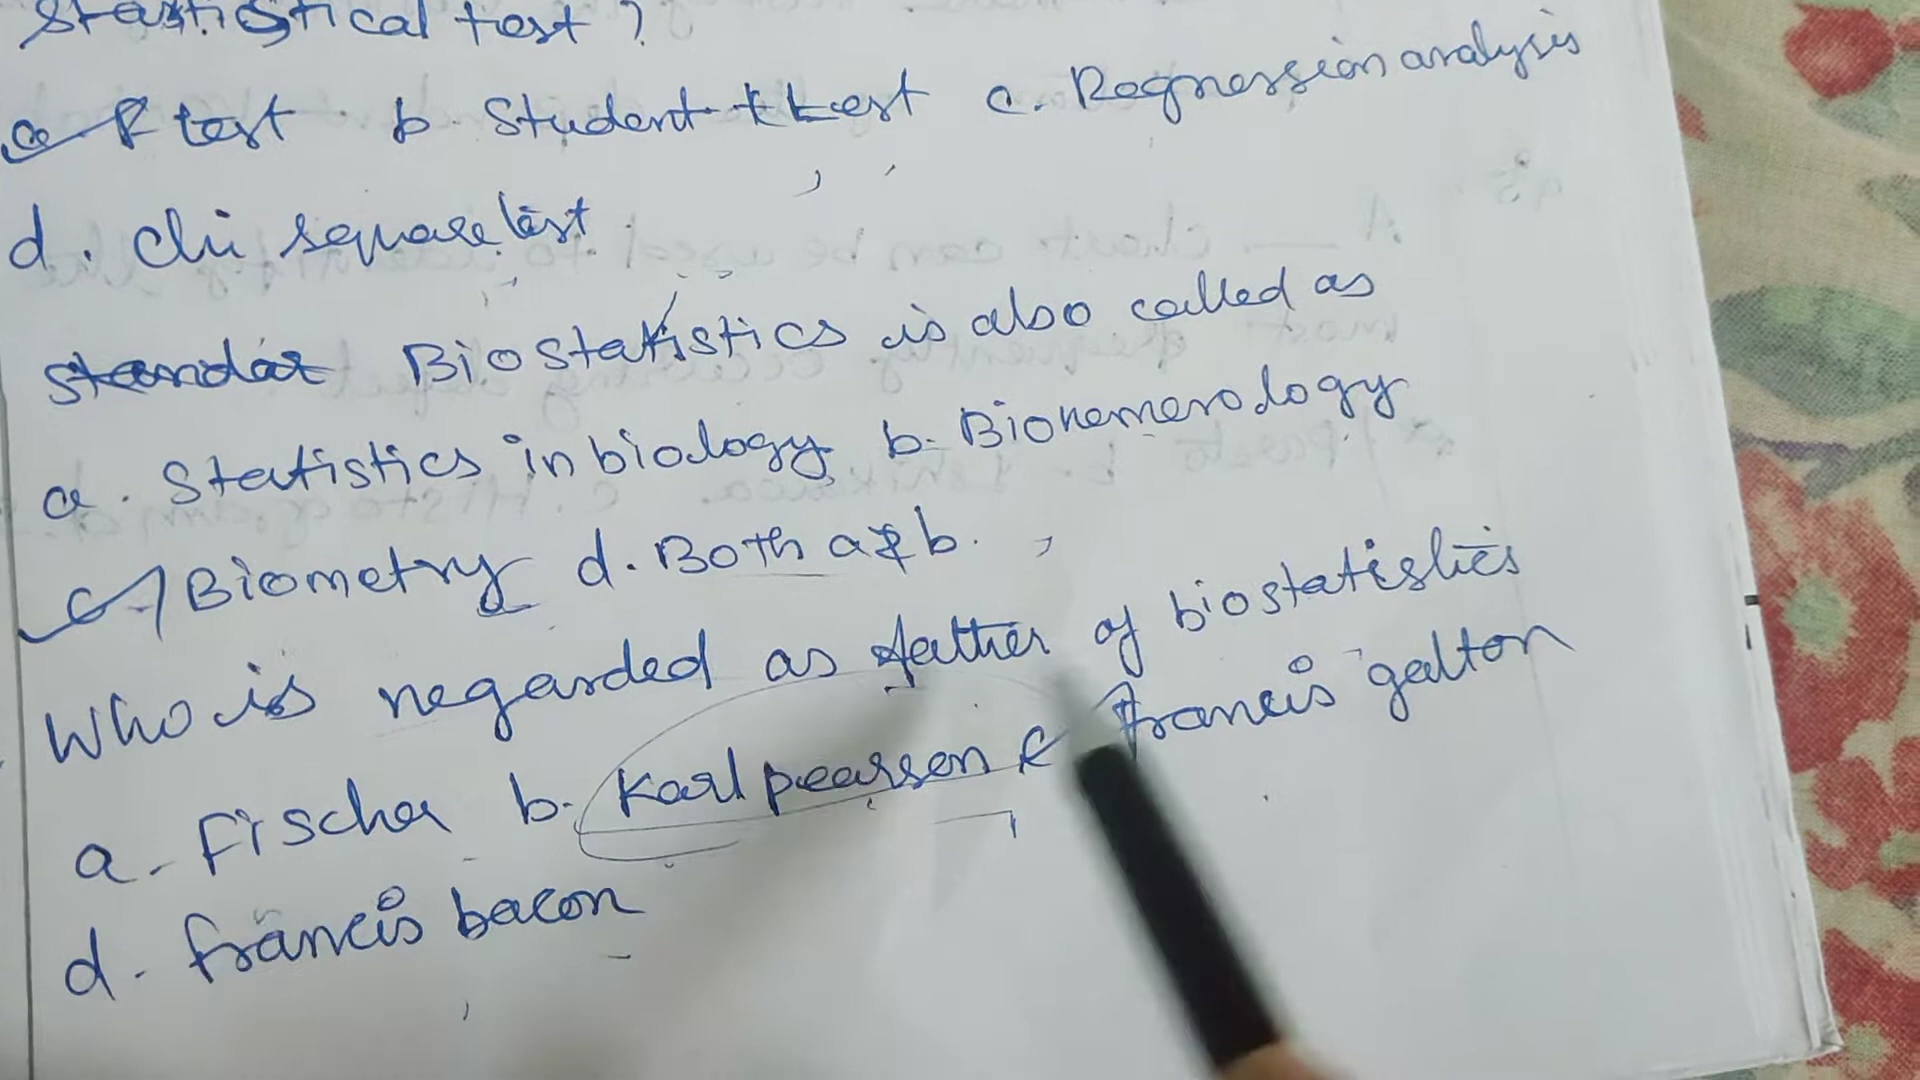 Statistical test?
a. F test b. Student t test c. Regression analysis
d. Chi square test
Biostatistics is also called as
a. Statistics in biology b. Bionemerology
c. Biometry d. Both a & b.
Who is regarded as father of biostatistics
a. Fischer b. Karl pearson c francis galton
d. francis bacon